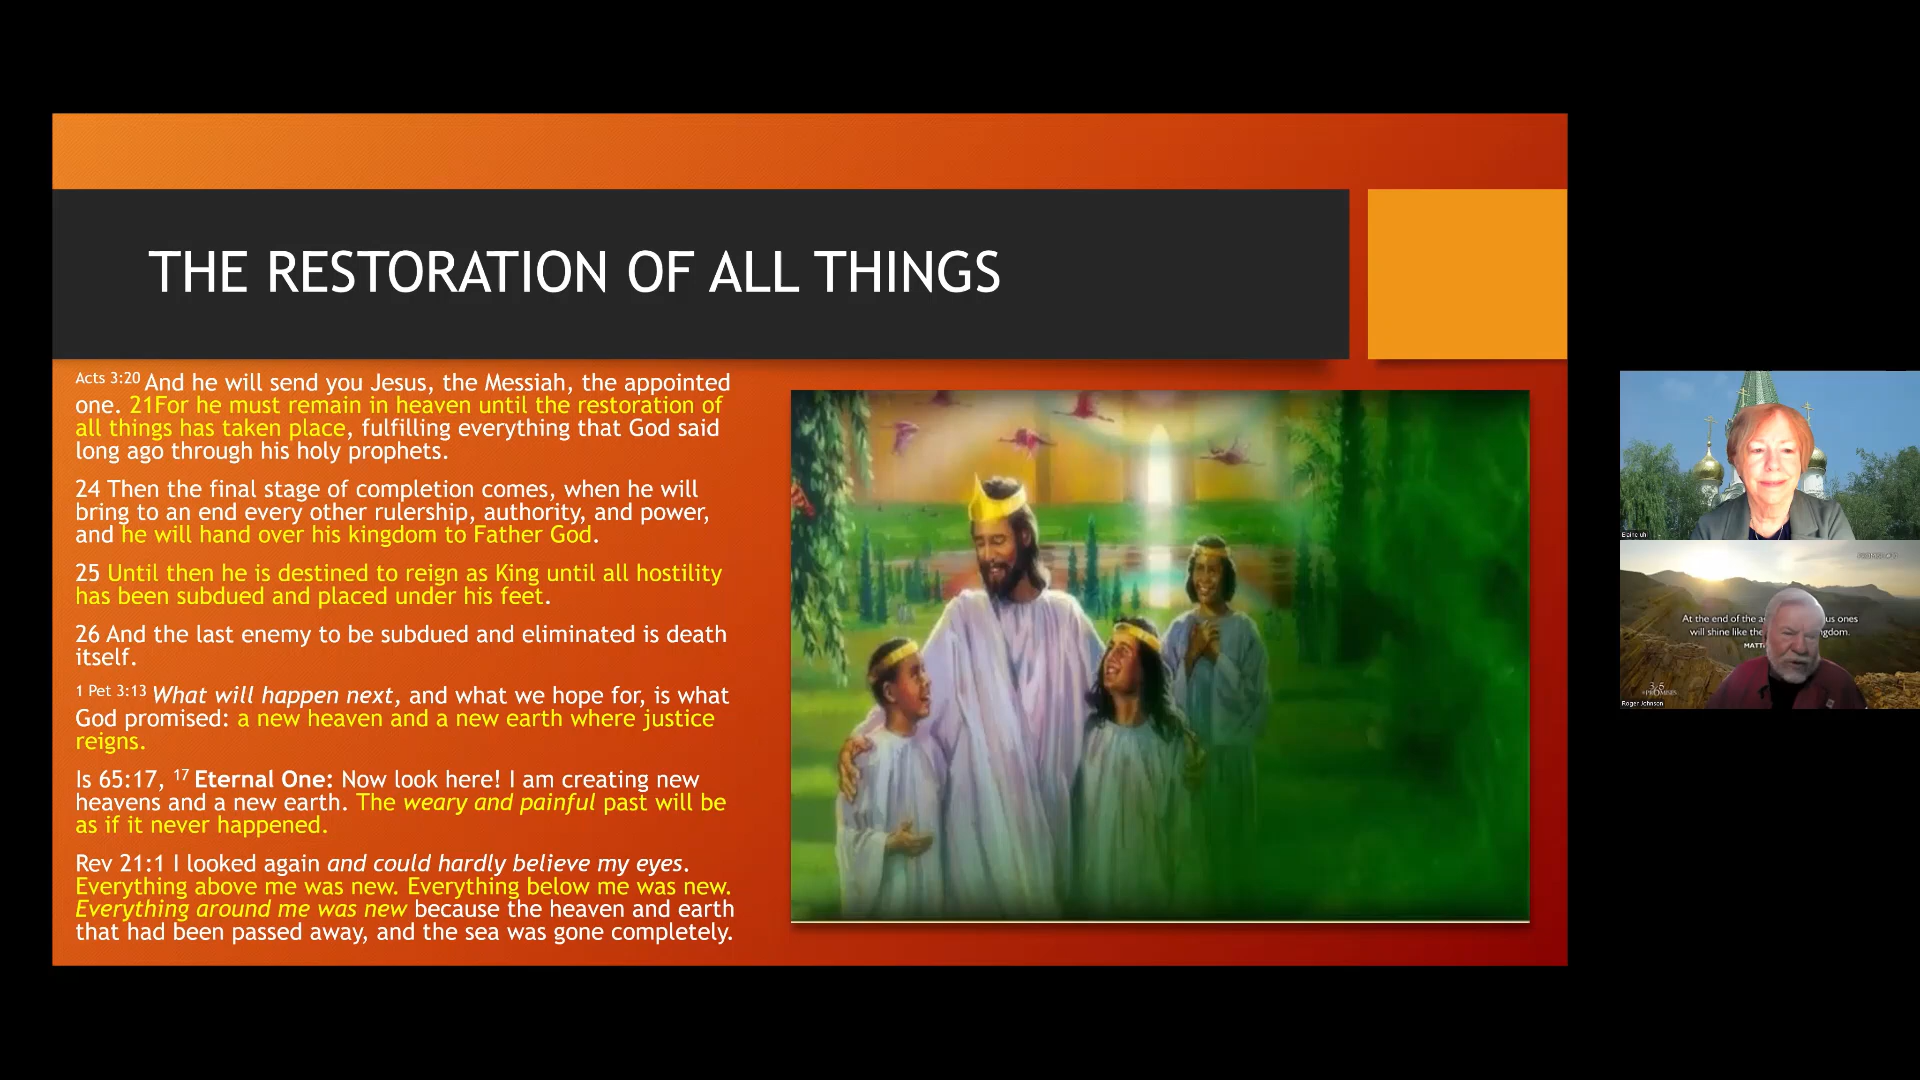 THE RESTORATION OF ALL THINGS
Acts 3:20 And he will send you Jesus, the Messiah, the appointed
one. 21For he must remain in heaven until the restoration of
all things has taken place, fulfilling everything that God said
long ago through his holy prophets.
24 Then the final stage of completion comes, when he will
bring to an end every other rulership, authority, and power,
and he will hand over his kingdom to Father God.
25 Until then he is destined to reign as King until all hostility
has been subdued and placed under his feet.
26 And the last enemy to be subdued and eliminated is death
itself.
1 Pet 3:13 What will happen next, and what we hope for, is what
God promised: a new heaven and a new earth where justice
reigns.
Is 65:17, 17 Eternal One: Now look here! I am creating new
heavens and a new earth. The weary and painful past will be
as if it never happened.
Rev 21:1 I looked again and could hardly believe my eyes.
Everything above me was new. Everything below me was new.
Everything around me was new because the heaven and earth
that had been passed away, and the sea was gone completely.
At the end of the ones
will shine like the
MATT
365
PROMISES
Roger Johnson